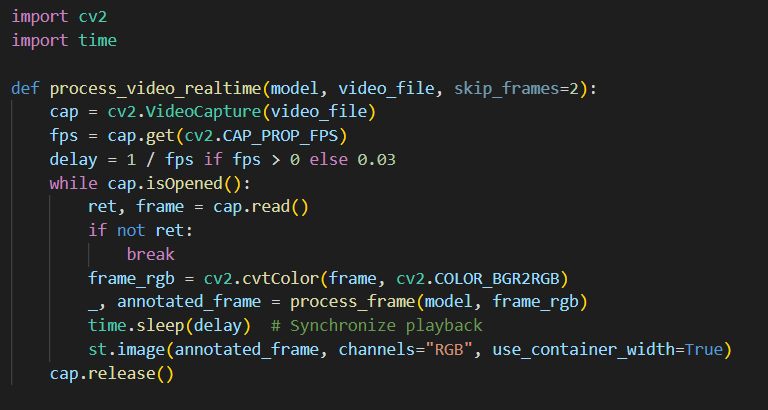 import cv2
import time
def process_video_realtime(model, video_file, skip_frames=2):
    cap = cv2.VideoCapture(video_file)
    fps = cap.get(cv2.CAP_PROP_FPS)
    delay = 1 / fps if fps > 0 else 0.03
    while cap.isOpened():
        ret, frame = cap.read()
        if not ret:
            break
        frame_rgb = cv2.cvtColor(frame, cv2.COLOR_BGR2RGB)
        _, annotated_frame = process_frame(model, frame_rgb)
        time.sleep(delay)  # Synchronize playback
        st.image(annotated_frame, channels="RGB", use_container_width=True)
    cap.release()